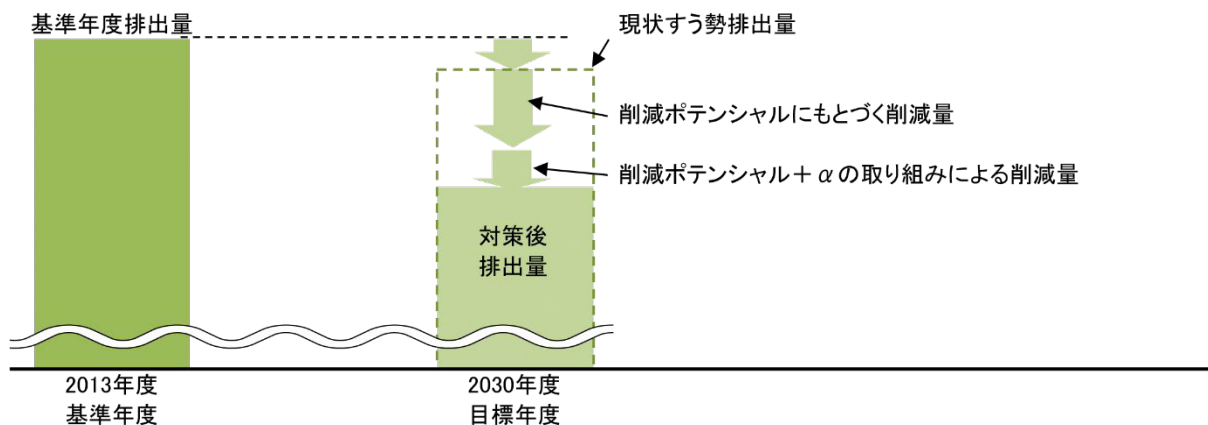 基準年度排出量
現状すう勢排出量
削減ポテンシャルにもとづく削減量
削減ポテンシャル＋αの取り組みによる削減量
対策後
排出量
2013年度
基準年度
2030年度
目標年度